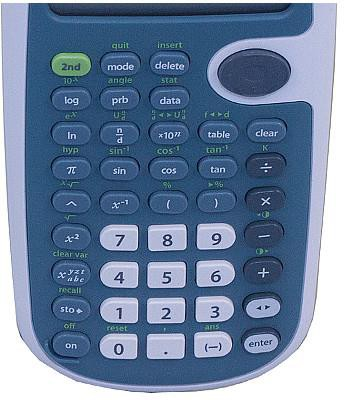 quit insert
2nd mode delete
10ˣ angle stat
log prb data
eˣ f◄►d
ln n/d ×10ⁿ table clear
hyp sin⁻¹ cos⁻¹ tan⁻¹ K
π sin cos tan ÷
ˣ√ % ►%
^ x⁻¹ ( ) ×
x² 7 8 9 −
clear var
x yzt abc 4 5 6 +
recall
sto► 1 2 3 ◄►
off reset , ans
on 0 . (−) enter